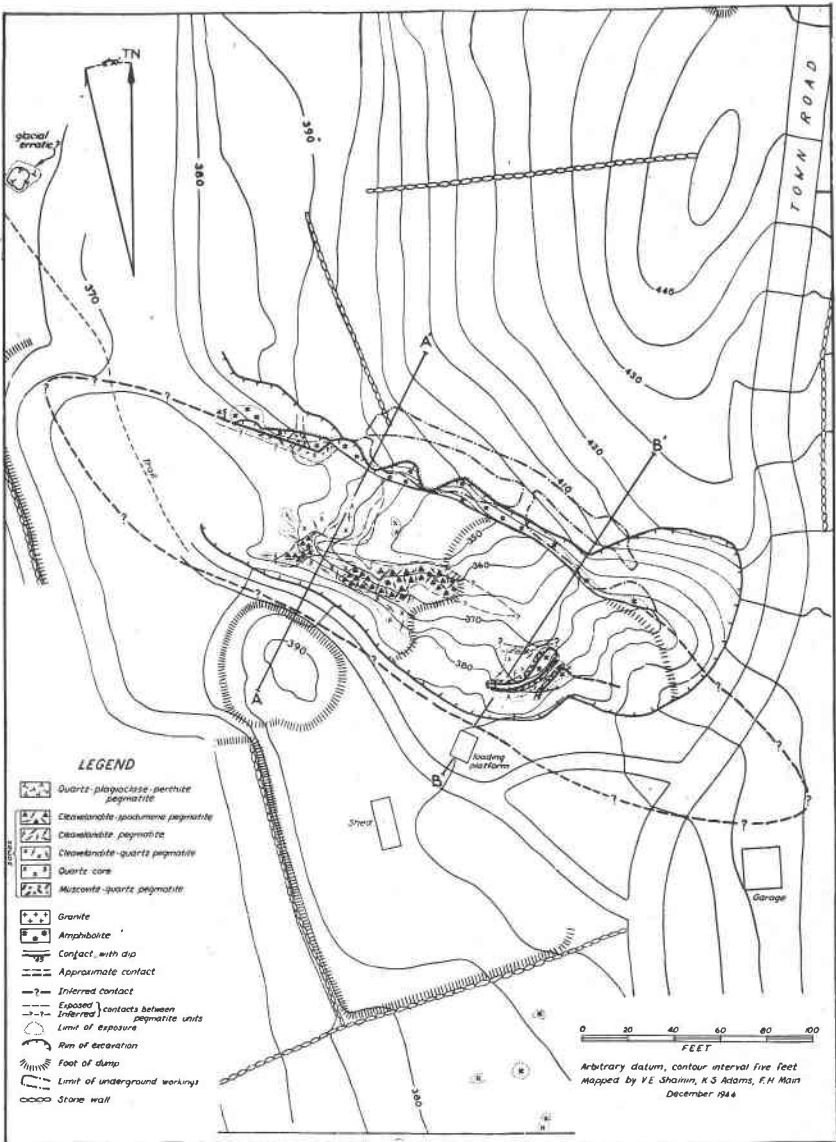 TN
glacial
erratic?
380
390
TOWN ROAD
370
440
430
420
410
A'
B'
Trail
350
360
370
380
390
A
B
loading
platform
Shed
Garage
380
LEGEND
Quartz-plagioclase-perthite
pegmatite
Cleavelandite-spodumene pegmatite
Cleavelandite pegmatite
Cleavelandite-quartz pegmatite
Quartz core
Muscovite-quartz pegmatite
Granite
Amphibolite
Contact, with dip
Approximate contact
Inferred contact
Exposed
Inferred
contacts between
pegmatite units
Limit of exposure
Rim of excavation
Foot of dump
Limit of underground workings
Stone wall
0 20 40 60 80 100
FEET
Arbitrary datum, contour interval five feet
Mapped by V E Shainin, K S Adams, F. H Main
December 1944